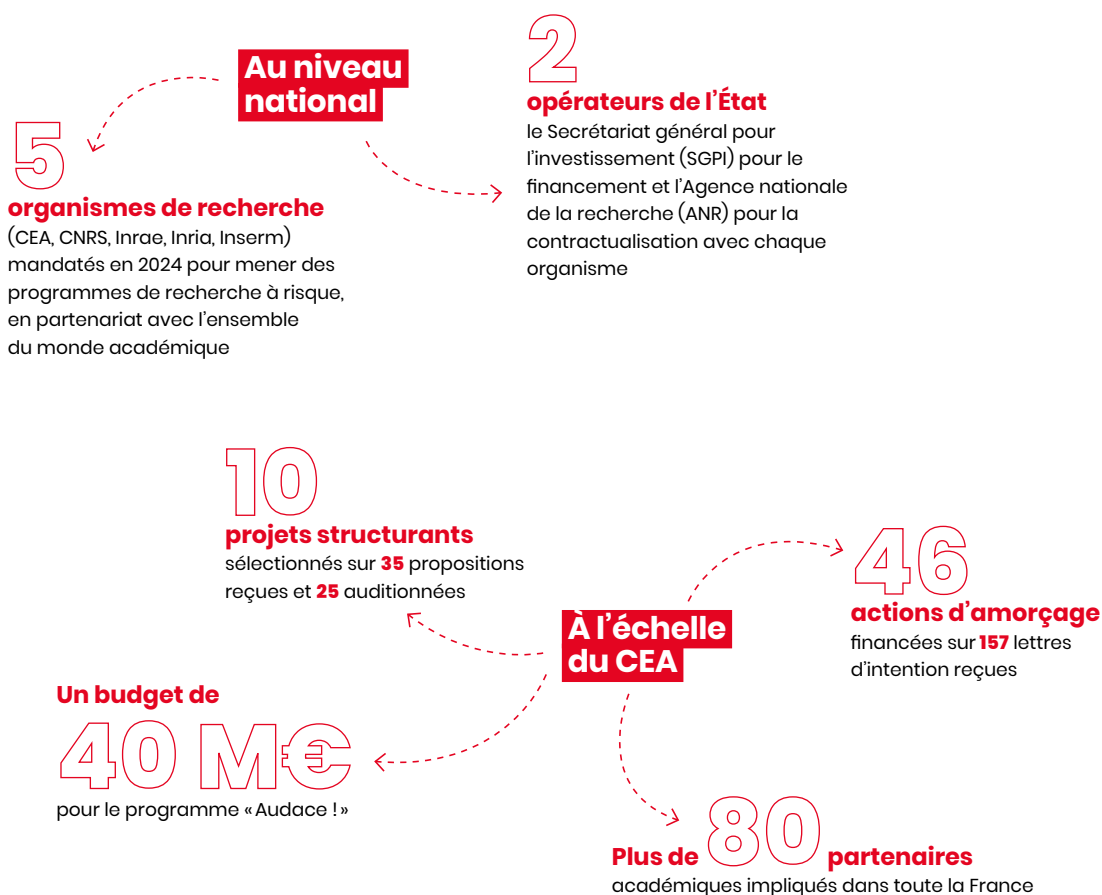 Au niveau
national
5
organismes de recherche
(CEA, CNRS, Inrae, Inria, Inserm)
mandatés en 2024 pour mener des
programmes de recherche à risque,
en partenariat avec l’ensemble
du monde académique
2
opérateurs de l’État
le Secrétariat général pour
l’investissement (SGPI) pour le
financement et l’Agence nationale
de la recherche (ANR) pour la
contractualisation avec chaque
organisme
À l’échelle
du CEA
10
projets structurants
sélectionnés sur 35 propositions
reçues et 25 auditionnées
46
actions d’amorçage
financées sur 157 lettres
d’intention reçues
Un budget de
40 M€
pour le programme «Audace !»
Plus de 80 partenaires
académiques impliqués dans toute la France